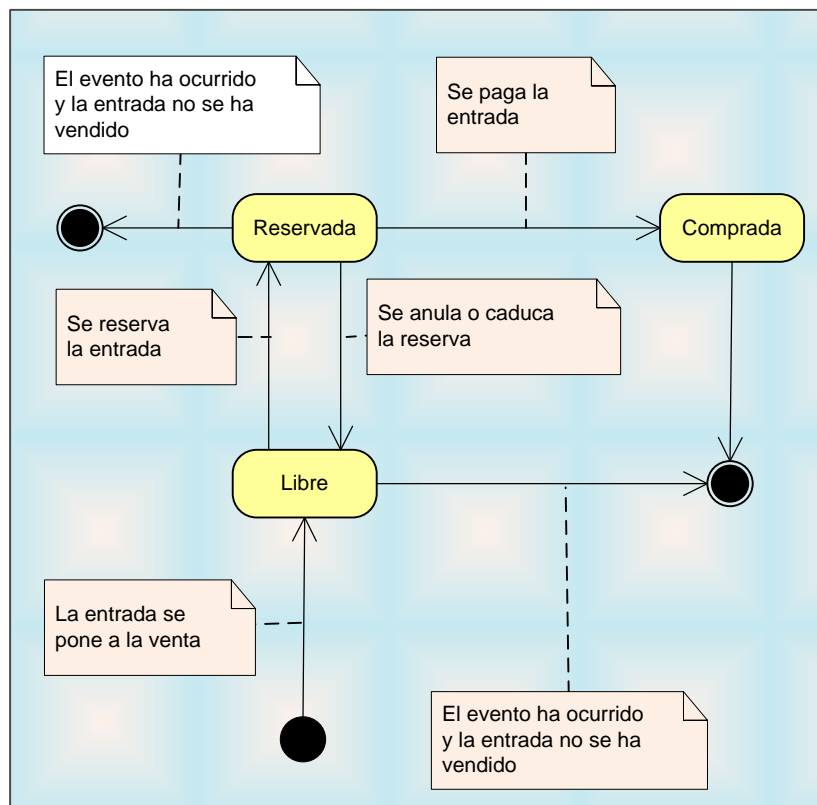 El evento ha ocurrido
y la entrada no se ha
vendido
Se paga la
entrada
Reservada
Comprada
Se reserva
la entrada
Se anula o caduca
la reserva
Libre
La entrada se
pone a la venta
El evento ha ocurrido
y la entrada no se ha
vendido